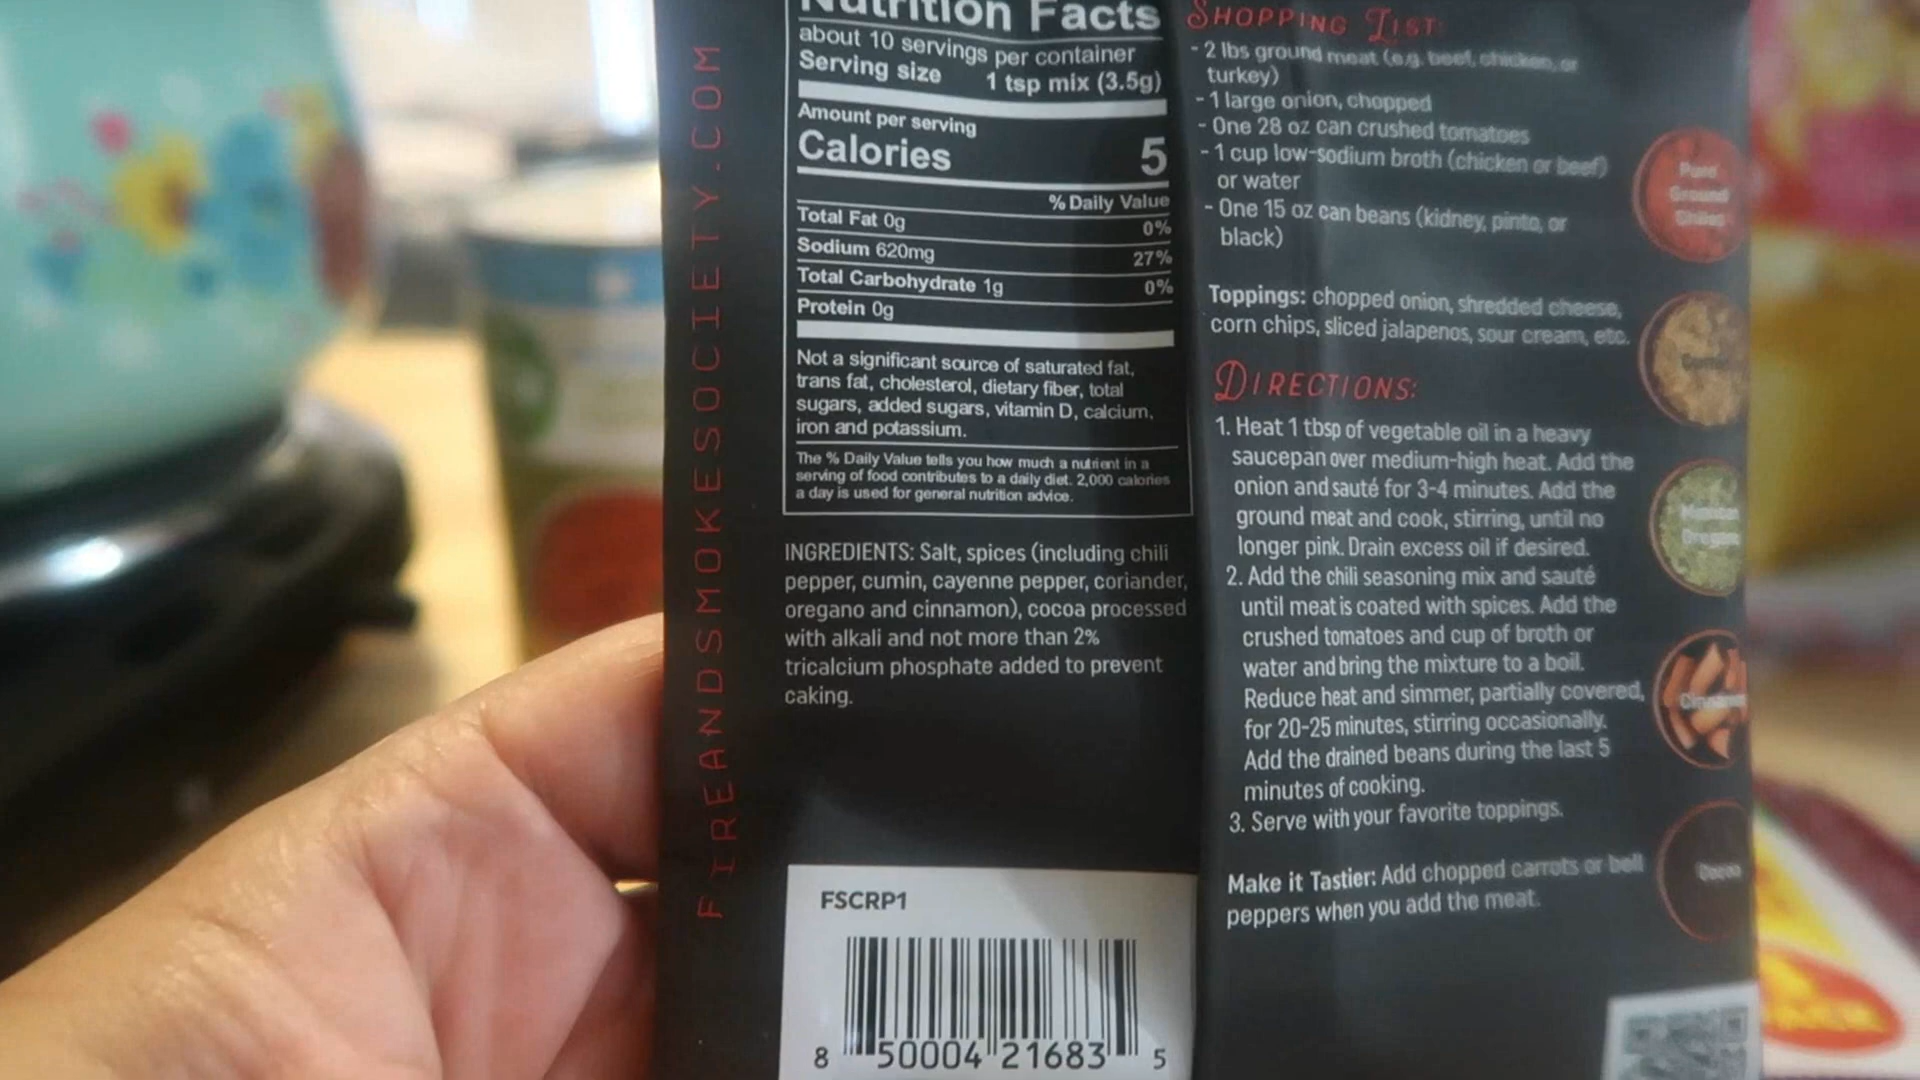 FIREANDSMOKESOCIETY.COM
Nutrition Facts
about 10 servings per container
Serving size 1 tsp mix (3.5g)
Amount per serving
Calories 5
% Daily Value
Total Fat 0g 0%
Sodium 620mg 27%
Total Carbohydrate 1g 0%
Protein 0g
Not a significant source of saturated fat,
trans fat, cholesterol, dietary fiber, total
sugars, added sugars, vitamin D, calcium,
iron and potassium.
The % Daily Value tells you how much a nutrient in a
serving of food contributes to a daily diet. 2,000 calories
a day is used for general nutrition advice.
INGREDIENTS: Salt, spices (including chili
pepper, cumin, cayenne pepper, coriander,
oregano and cinnamon), cocoa processed
with alkali and not more than 2%
tricalcium phosphate added to prevent
caking.
FSCRP1
8 50004 21683 5
SHOPPING LIST:
- 2 lbs ground meat (e.g. beef, chicken, or
turkey)
- 1 large onion, chopped
- One 28 oz can crushed tomatoes
- 1 cup low-sodium broth (chicken or beef)
or water
- One 15 oz can beans (kidney, pinto, or
black)
Toppings: chopped onion, shredded cheese,
corn chips, sliced jalapenos, sour cream, etc.
DIRECTIONS:
1. Heat 1 tbsp of vegetable oil in a heavy
saucepan over medium-high heat. Add the
onion and sauté for 3-4 minutes. Add the
ground meat and cook, stirring, until no
longer pink. Drain excess oil if desired.
2. Add the chili seasoning mix and sauté
until meat is coated with spices. Add the
crushed tomatoes and cup of broth or
water and bring the mixture to a boil.
Reduce heat and simmer, partially covered,
for 20-25 minutes, stirring occasionally.
Add the drained beans during the last 5
minutes of cooking.
3. Serve with your favorite toppings.
Make it Tastier: Add chopped carrots or bell
peppers when you add the meat.
Ground
Chiles
Mexican
Oregano
Cinnamon
Cocoa